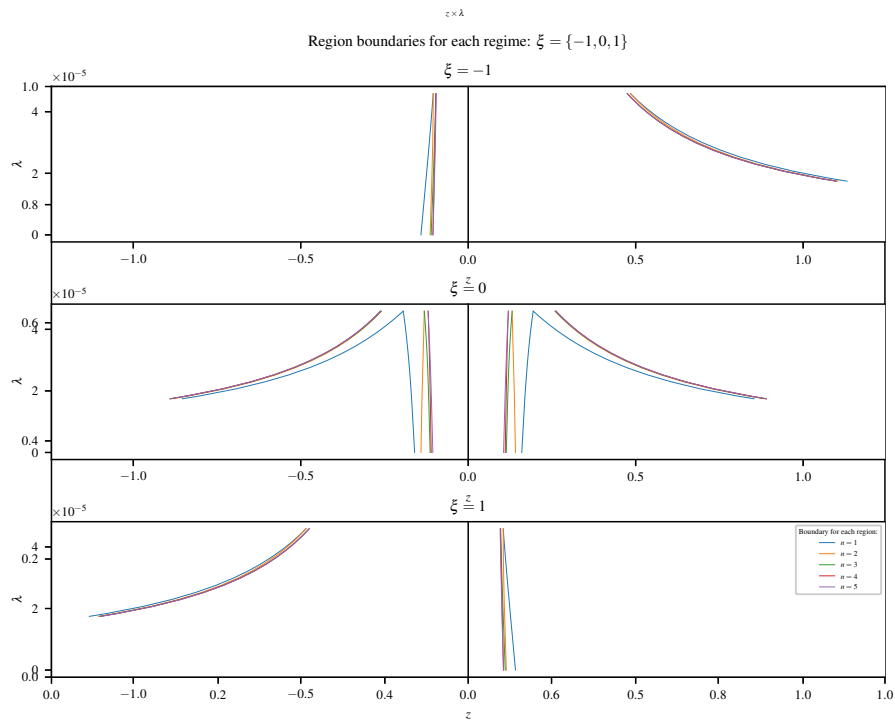 z × λ
Region boundaries for each regime: ξ = {−1, 0, 1}
ξ = −1
×10⁻⁵
1.0
4
2
0.8
0
λ
−1.0 −0.5 0.0 0.5 1.0
z
ξ = 0
×10⁻⁵
0.6
4
2
0.4
0
λ
−1.0 −0.5 0.0 0.5 1.0
z
ξ = 1
×10⁻⁵
4
0.2
2
0
0.0
λ
Boundary for each region:
n = 1
n = 2
n = 3
n = 4
n = 5
0.0 −1.0 0.2 −0.5 0.4 0.0 0.6 0.5 0.8 1.0 1.0
z